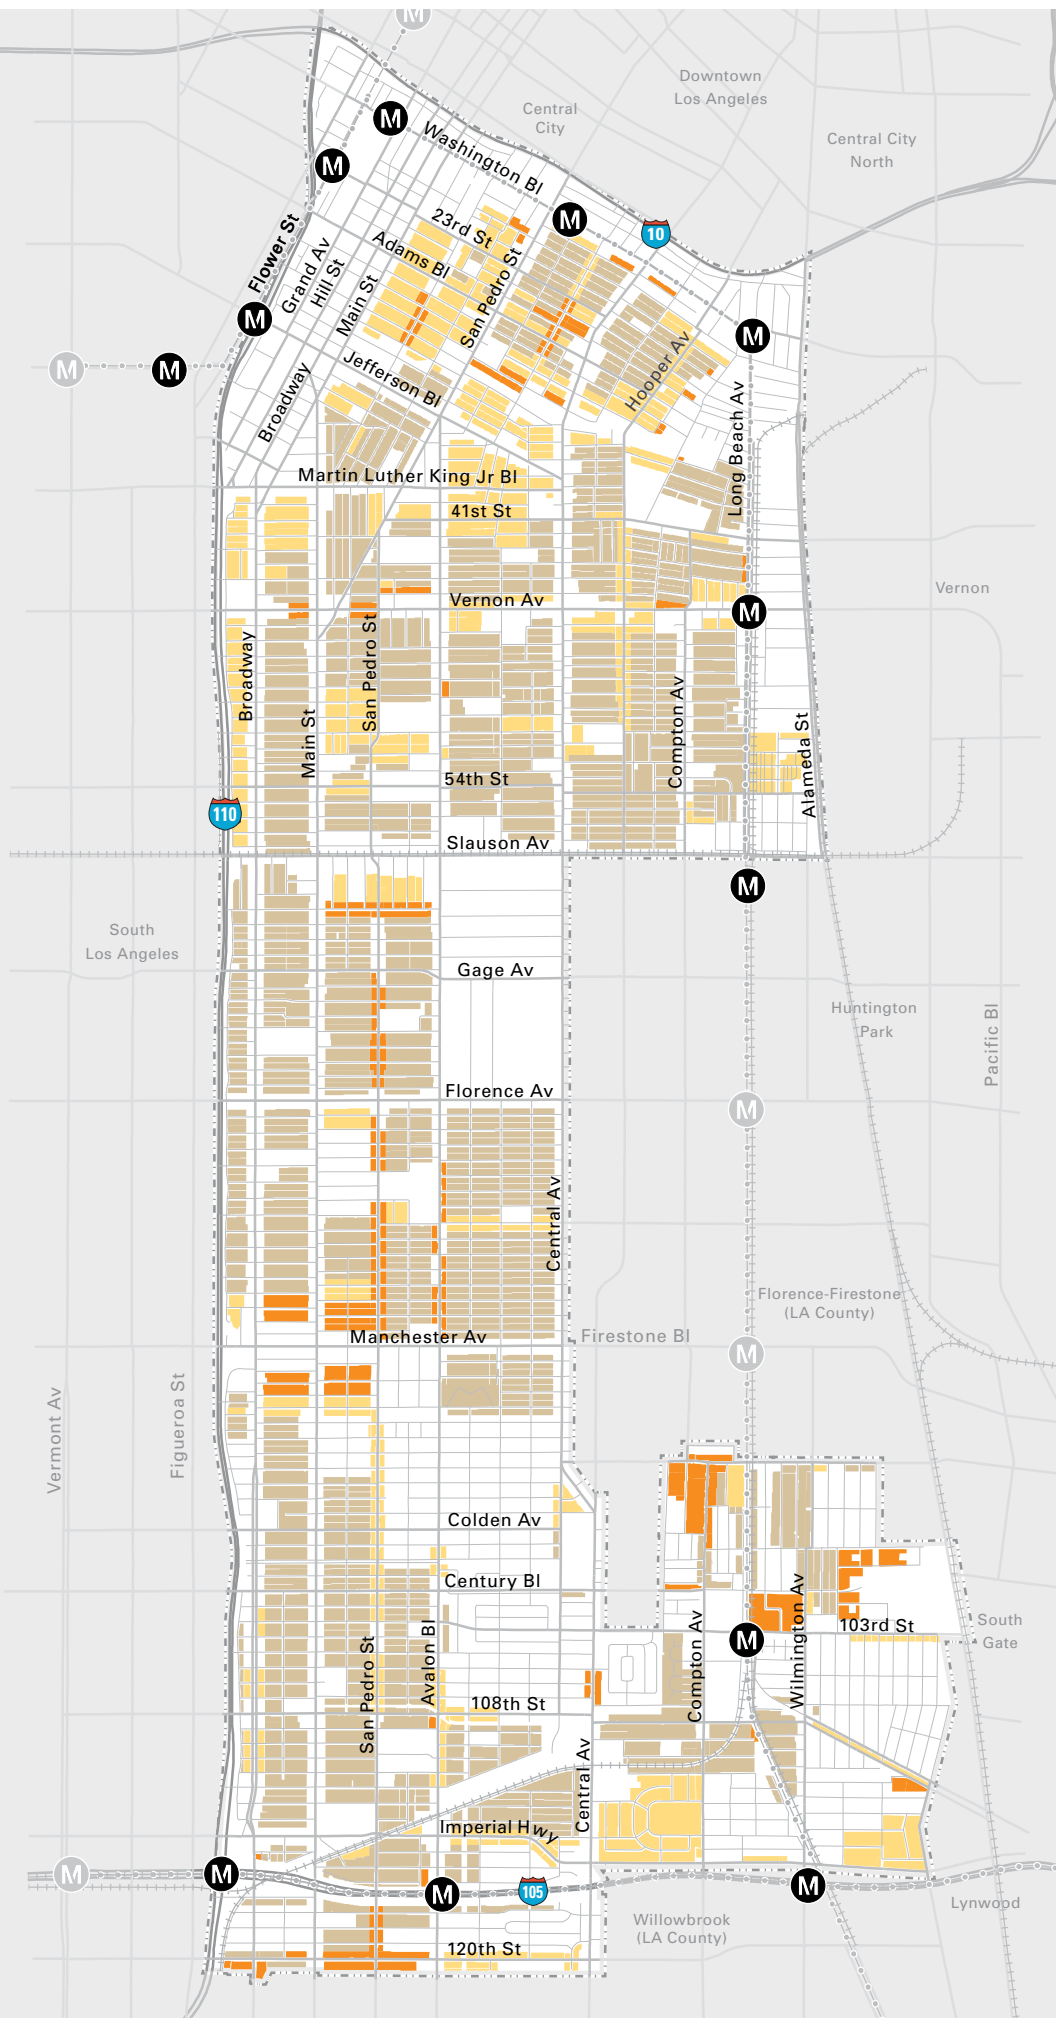 M
Downtown
Los Angeles
Central
City
Central City
North
M
Washington Bl
M
23rd St
M
10
Flower St
Adams Bl
Grand Av
Hill St
San Pedro St
Main St
M
M
M
M
Hooper Av
Jefferson Bl
Broadway
Long Beach Av
Martin Luther King Jr Bl
41st St
Vernon
Vernon Av
M
Broadway
San Pedro St
Main St
Compton Av
Alameda St
54th St
110
Slauson Av
M
South
Los Angeles
Gage Av
Huntington
Park
Pacific Bl
Florence Av
M
Central Av
Florence-Firestone
(LA County)
Manchester Av
Firestone Bl
M
Vermont Av
Figueroa St
Colden Av
Century Bl
Wilmington Av
103rd St
South
Gate
M
San Pedro St
Avalon Bl
Compton Av
108th St
Central Av
Imperial Hwy
M
M
M
105
M
Lynwood
Willowbrook
(LA County)
120th St